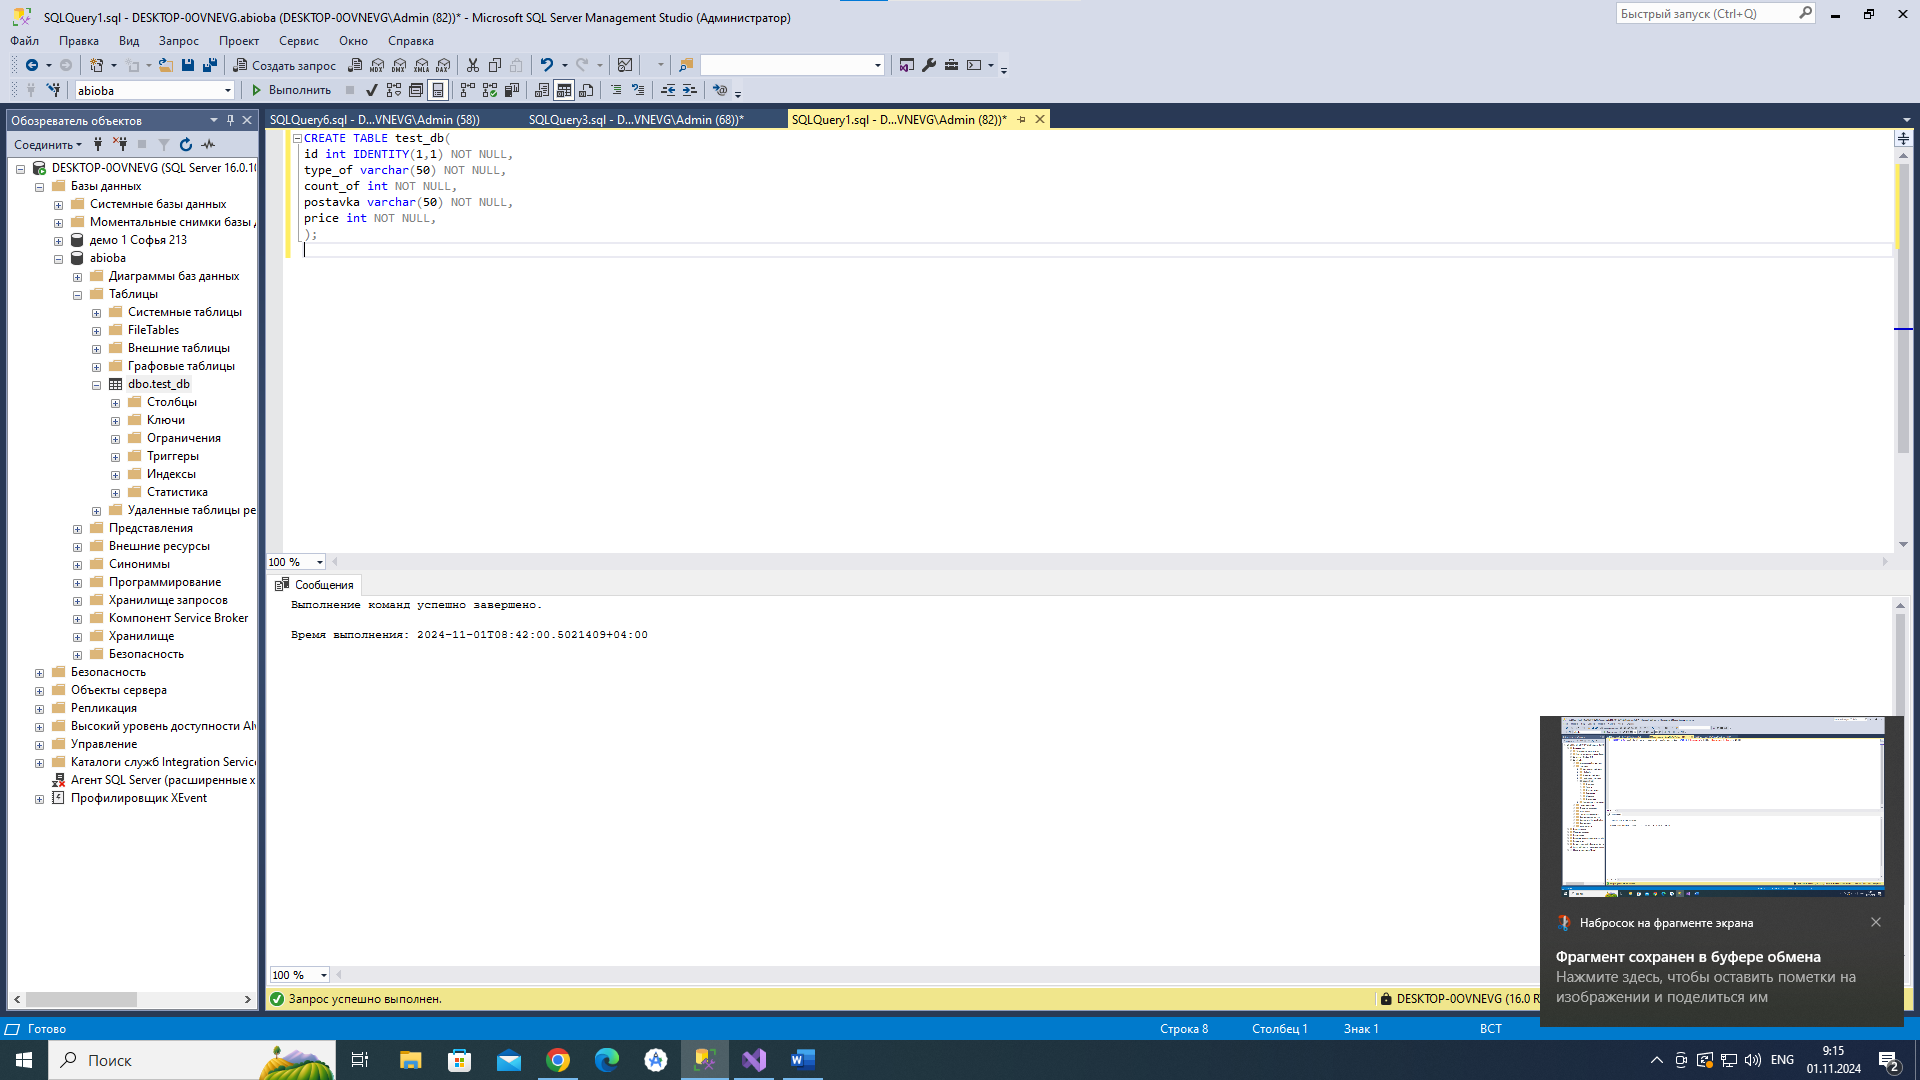 SQLQuery1.sql - DESKTOP-0OVNEVG.abioba (DESKTOP-0OVNEVG\Admin (82))* - Microsoft SQL Server Management Studio (Администратор)
Быстрый запуск (Ctrl+Q)
Файл Правка Вид Запрос Проект Сервис Окно Справка
Создать запрос
MDX DMX XMLA DAX
abioba
Выполнить
Обозреватель объектов
SQLQuery6.sql - D...VNEVG\Admin (58))
SQLQuery3.sql - D...VNEVG\Admin (68))*
SQLQuery1.sql - D...VNEVG\Admin (82))*
Соединить
DESKTOP-0OVNEVG (SQL Server 16.0.10
Базы данных
Системные базы данных
Моментальные снимки базы
демо 1 Софья 213
abioba
Диаграммы баз данных
Таблицы
Системные таблицы
FileTables
Внешние таблицы
Графовые таблицы
dbo.test_db
Столбцы
Ключи
Ограничения
Триггеры
Индексы
Статистика
Удаленные таблицы ре
Представления
Внешние ресурсы
Синонимы
Программирование
Хранилище запросов
Компонент Service Broker
Хранилище
Безопасность
Безопасность
Объекты сервера
Репликация
Высокий уровень доступности Al
Управление
Каталоги служб Integration Service
Агент SQL Server (расширенные х
Профилировщик XEvent
CREATE TABLE test_db(
id int IDENTITY(1,1) NOT NULL,
type_of varchar(50) NOT NULL,
count_of int NOT NULL,
postavka varchar(50) NOT NULL,
price int NOT NULL,
);
100 %
Сообщения
Выполнение команд успешно завершено.
Время выполнения: 2024-11-01T08:42:00.5021409+04:00
100 %
Запрос успешно выполнен.
DESKTOP-0OVNEVG (16.0 R
Набросок на фрагменте экрана
Фрагмент сохранен в буфере обмена
Нажмите здесь, чтобы оставить пометки на
изображении и поделиться им
Готово
Строка 8
Столбец 1
Знак 1
ВСТ
Поиск
ENG
9:15
01.11.2024
2